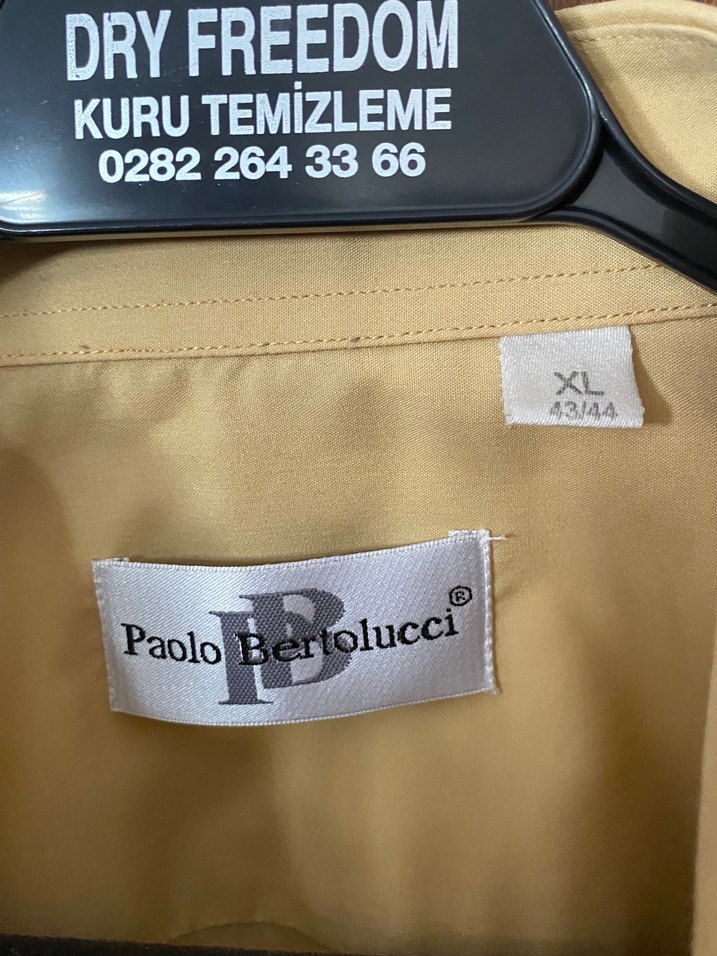 DRY FREEDOM
KURU TEMİZLEME
0282 264 33 66
XL
43/44
PB
Paolo Bertolucci®